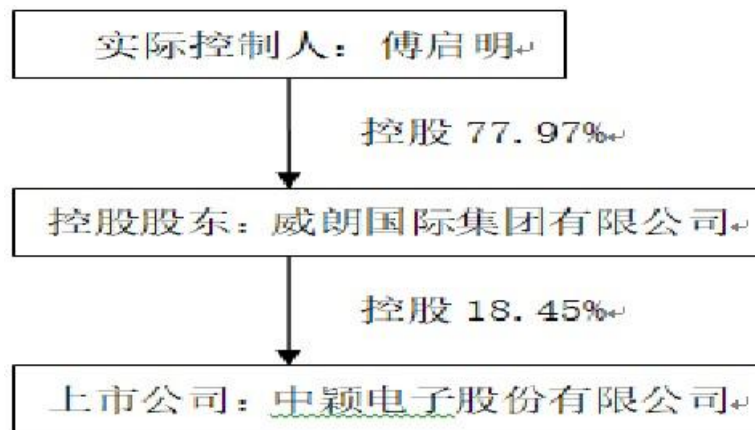 实际控制人：傅启明
控股 77.97%
控股股东：威朗国际集团有限公司
控股 18.45%
上市公司：中颖电子股份有限公司